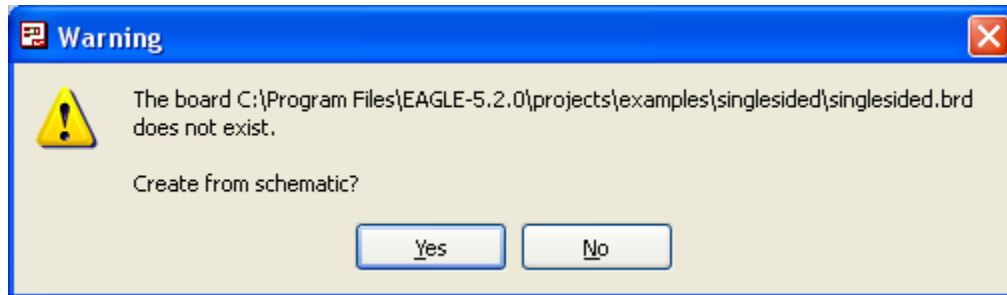 Warning
The board C:\Program Files\EAGLE-5.2.0\projects\examples\singlesided\singlesided.brd
does not exist.
Create from schematic?
Yes
No